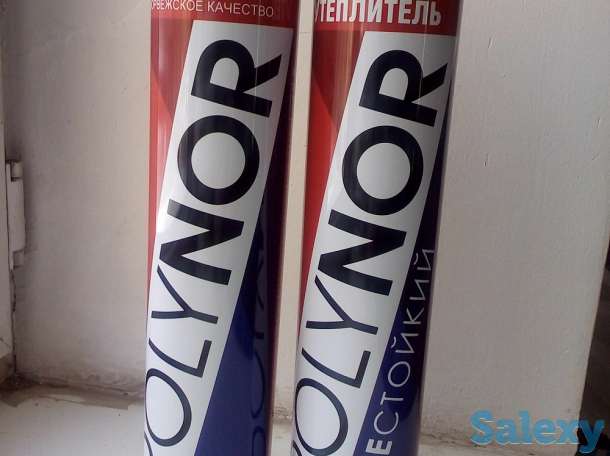 ОРВЕЖСКОЕ КАЧЕСТВО
POLYNOR
УТЕПЛИТЕЛЬ
POLYNOR
ЕСТОЙКИЙ
Salexy